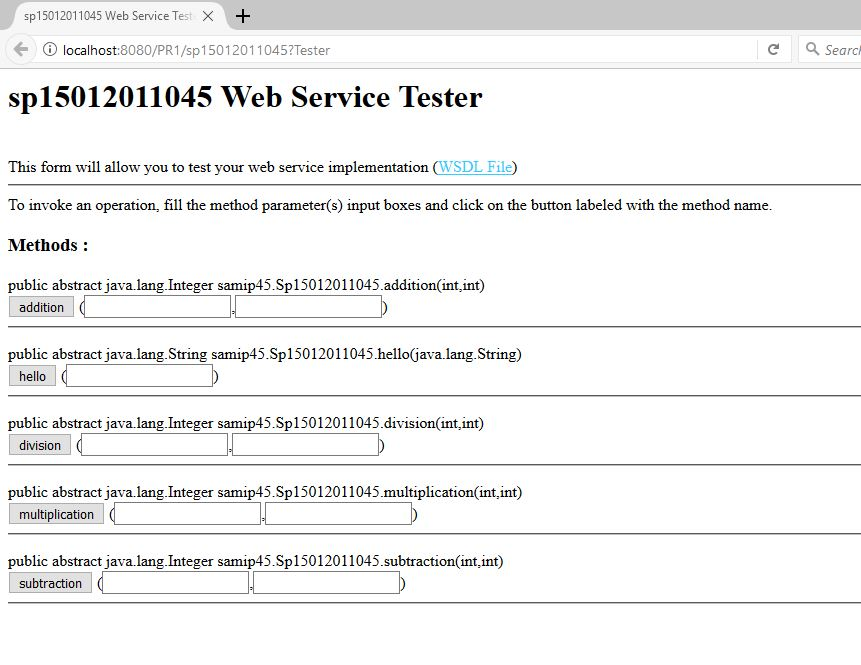 sp15012011045 Web Service Teste
localhost:8080/PR1/sp15012011045?Tester
Search
sp15012011045 Web Service Tester
This form will allow you to test your web service implementation (WSDL File)
To invoke an operation, fill the method parameter(s) input boxes and click on the button labeled with the method name.
Methods :
public abstract java.lang.Integer samip45.Sp15012011045.addition(int,int)
addition ( , )
public abstract java.lang.String samip45.Sp15012011045.hello(java.lang.String)
hello ( )
public abstract java.lang.Integer samip45.Sp15012011045.division(int,int)
division ( , )
public abstract java.lang.Integer samip45.Sp15012011045.multiplication(int,int)
multiplication ( , )
public abstract java.lang.Integer samip45.Sp15012011045.subtraction(int,int)
subtraction ( , )